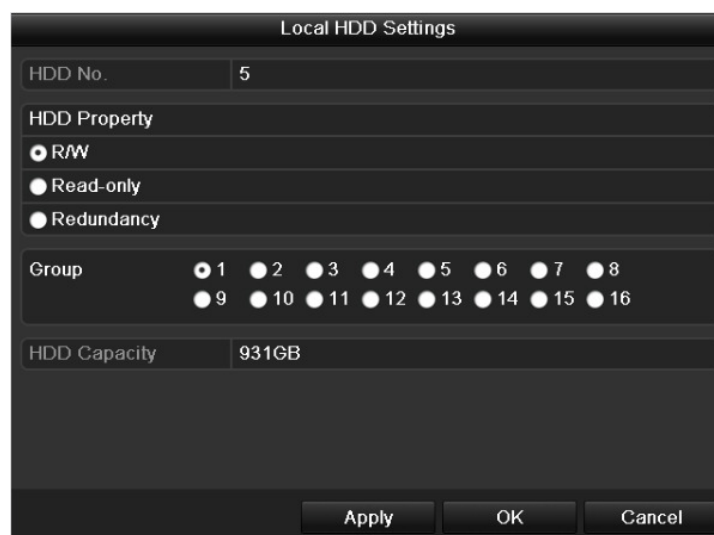 Local HDD Settings
HDD No. 5
HDD Property
R/W
Read-only
Redundancy
Group 1 2 3 4 5 6 7 8
9 10 11 12 13 14 15 16
HDD Capacity 931GB
Apply OK Cancel